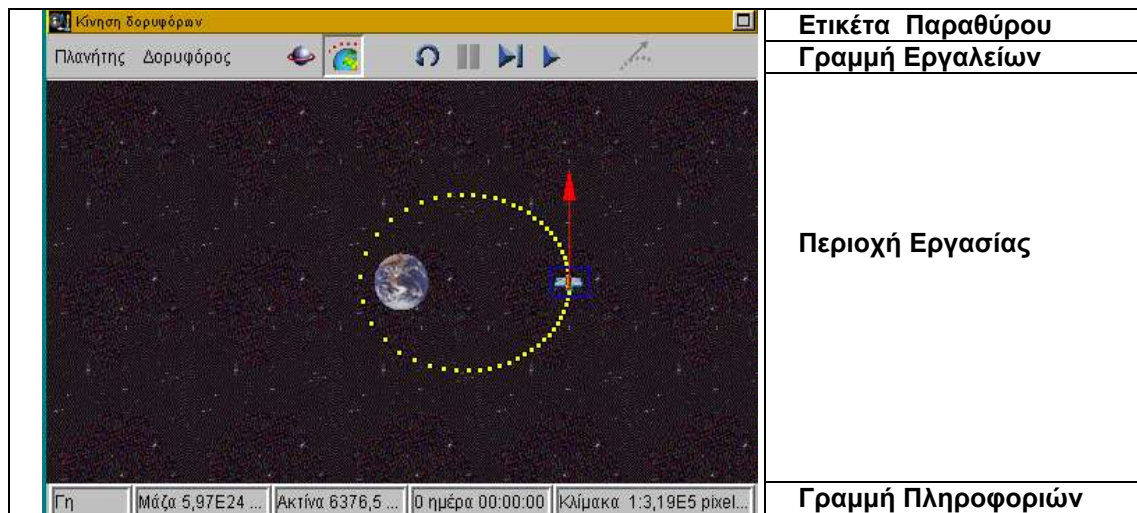 Κίνηση δορυφόρων
Ετικέτα Παραθύρου
Πλανήτης Δορυφόρος
Γραμμή Εργαλείων
Περιοχή Εργασίας
Γη Μάζα 5,97E24 ... Ακτίνα 6376,5 ... 0 ημέρα 00:00:00 Κλίμακα 1:3,19E5 pixel...
Γραμμή Πληροφοριών